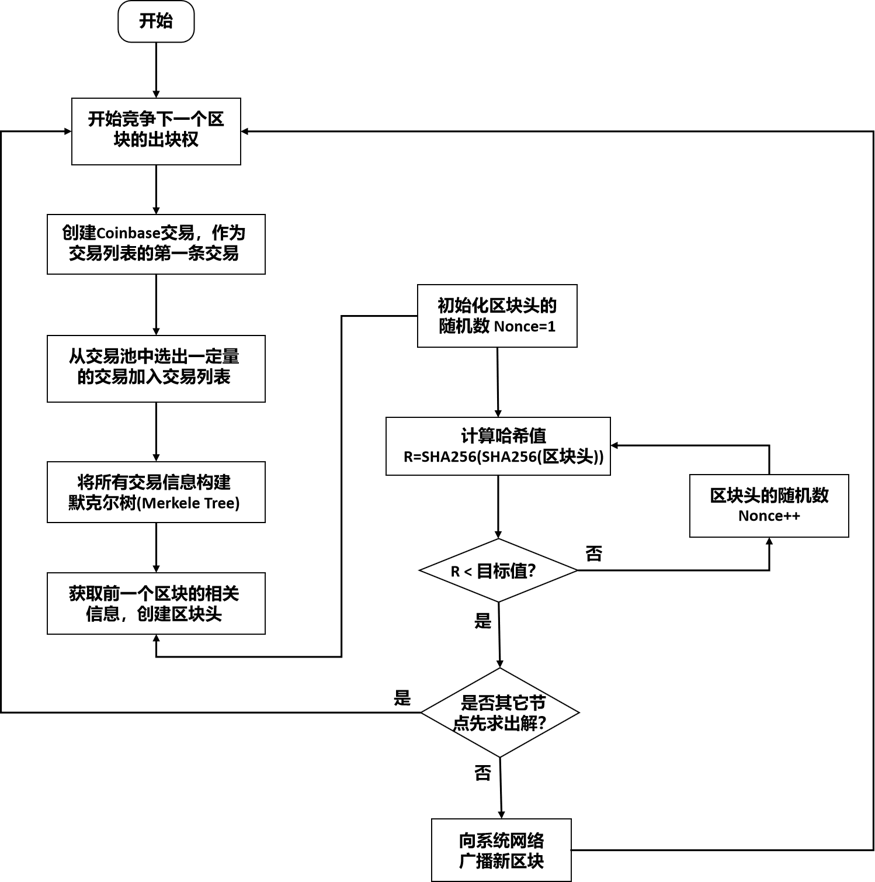 开始
开始竞争下一个区
块的出块权
创建Coinbase交易，作为
交易列表的第一条交易
从交易池中选出一定量
的交易加入交易列表
将所有交易信息构建
默克尔树(Merkele Tree)
获取前一个区块的相关
信息，创建区块头
初始化区块头的
随机数 Nonce=1
计算哈希值
R=SHA256(SHA256(区块头))
区块头的随机数
Nonce++
R < 目标值?
否
是
是否其它节
点先求出解?
是
否
向系统网络
广播新区块